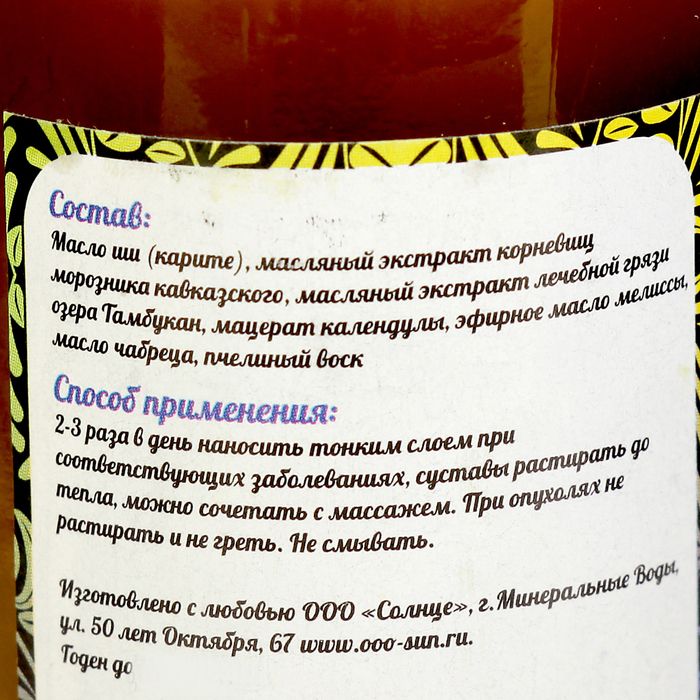 Состав:
Масло ши (карите), масляный экстракт корневищ
морозника кавказского, масляный экстракт лечебной грязи
озера Тамбукан, мацерат календулы, эфирное масло мелиссы,
масло чабреца, пчелиный воск
Способ применения:
2-3 раза в день наносить тонким слоем при
соответствующих заболеваниях, суставы растирать до
тепла, можно сочетать с массажем. При опухолях не
растирать и не греть. Не смывать.
Изготовлено с любовью ООО «Солнце», г. Минеральные Воды,
ул. 50 лет Октября, 67 www.ooo-sun.ru.
Годен до